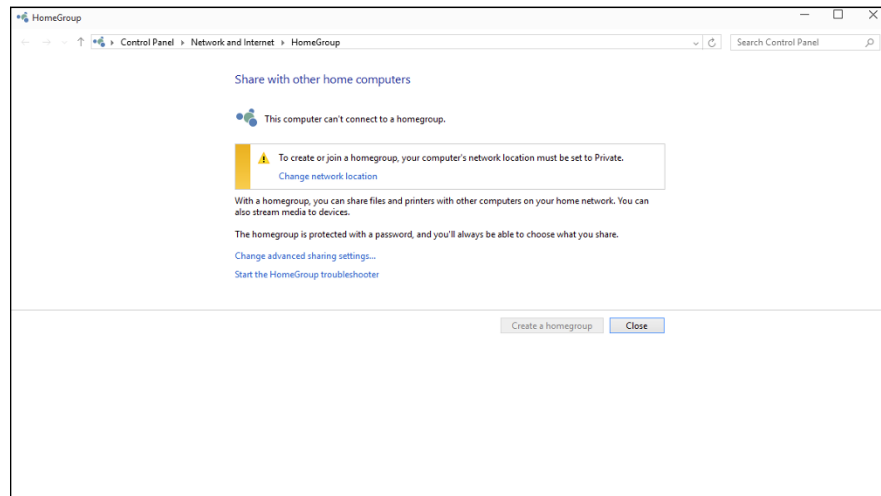 HomeGroup
Control Panel › Network and Internet › HomeGroup
Search Control Panel
Share with other home computers
This computer can't connect to a homegroup.
To create or join a homegroup, your computer's network location must be set to Private.
Change network location
With a homegroup, you can share files and printers with other computers on your home network. You can
also stream media to devices.
The homegroup is protected with a password, and you'll always be able to choose what you share.
Change advanced sharing settings...
Start the HomeGroup troubleshooter
Create a homegroup
Close